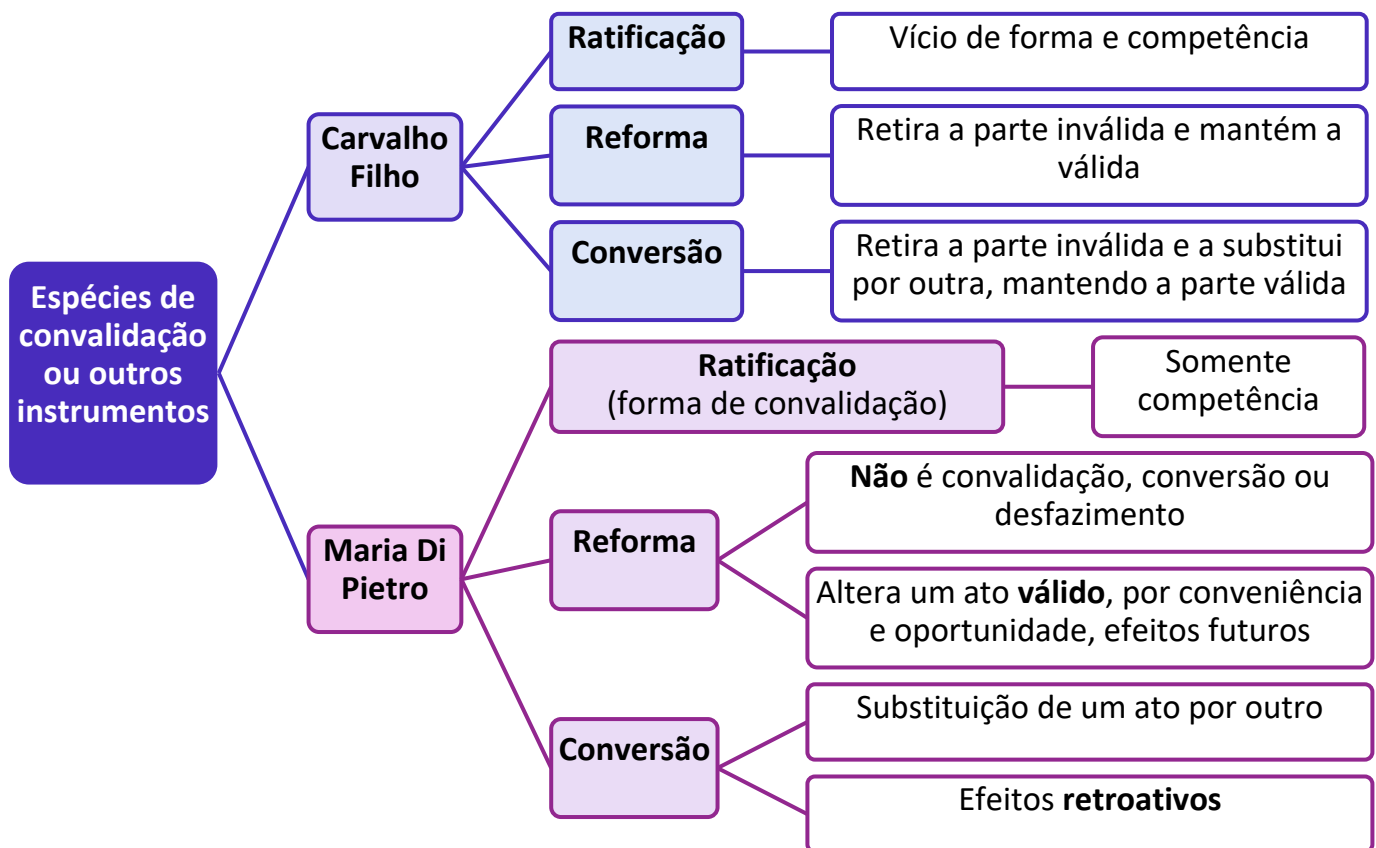 Espécies de
convalidação
ou outros
instrumentos
Carvalho
Filho
Ratificação
Vício de forma e competência
Reforma
Retira a parte inválida e mantém a
válida
Conversão
Retira a parte inválida e a substitui
por outra, mantendo a parte válida
Maria Di
Pietro
Ratificação
(forma de convalidação)
Somente
competência
Reforma
Não é convalidação, conversão ou
desfazimento
Altera um ato válido, por conveniência
e oportunidade, efeitos futuros
Conversão
Substituição de um ato por outro
Efeitos retroativos